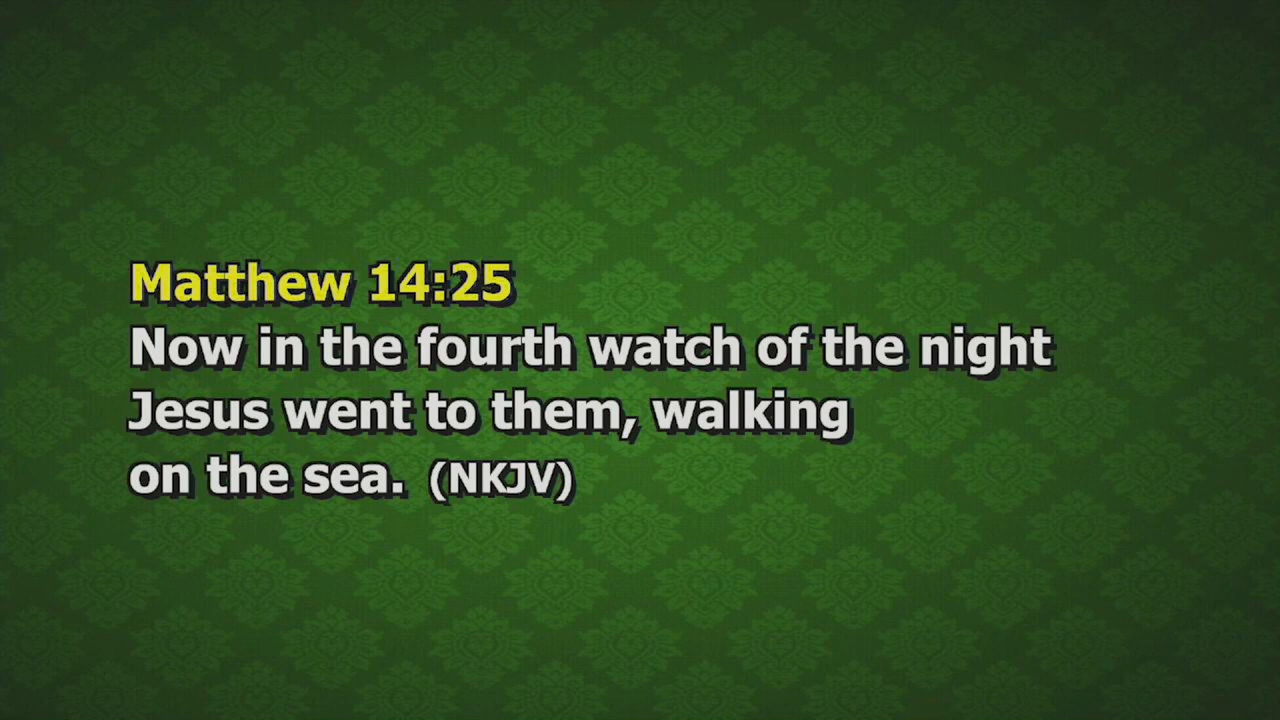 Matthew 14:25
Now in the fourth watch of the night
Jesus went to them, walking
on the sea. (NKJV)